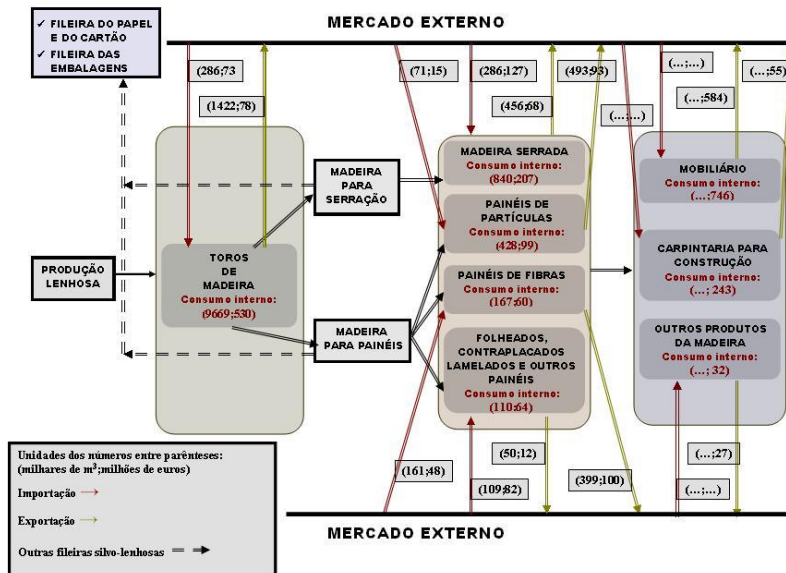 MERCADO EXTERNO
✓ FILEIRA DO PAPEL
E DO CARTÃO
✓ FILEIRA DAS
EMBALAGENS
(286;73
(1422;78)
(71;15)
(286;127)
(493;93)
(456;68)
(...;...)
(...;...)
(...;584)
(...;55)
PRODUÇÃO
LENHOSA
TOROS
DE
MADEIRA
Consumo interno:
(9669;530)
MADEIRA
PARA
SERRAÇÃO
MADEIRA
PARA PAINÉIS
MADEIRA SERRADA
Consumo interno:
(840;207)
PAINÉIS DE
PARTÍCULAS
(428;99)
PAINÉIS DE FIBRAS
Consumo interno:
(167;60)
FOLHEADOS,
CONTRAPLACADOS
LAMELADOS E OUTROS
PAINÉIS
Consumo interno:
(110;64)
MOBILIÁRIO
Consumo interno:
(...;746)
CARPINTARIA PARA
CONSTRUÇÃO
Consumo interno:
(...; 243)
OUTROS PRODUTOS
DA MADEIRA
Consumo interno:
(...; 32)
(161;48)
(109;82)
(50;12)
(399;100)
(...;27)
(...;...)
MERCADO EXTERNO
Unidades dos números entre parênteses:
(milhares de m³;milhões de euros)
Importação
Exportação
Outras fileiras silvo-lenhosas